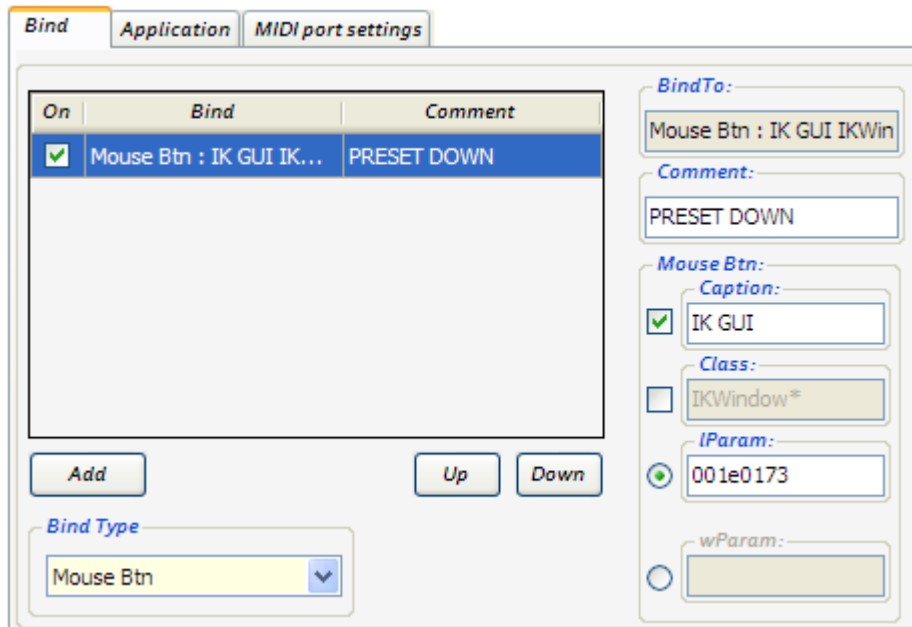 Bind Application MIDI port settings
On Bind Comment
Mouse Btn : IK GUI IK... PRESET DOWN
Add Up Down
Bind Type
Mouse Btn
BindTo:
Mouse Btn : IK GUI IKWin
Comment:
PRESET DOWN
Mouse Btn:
Caption:
IK GUI
Class:
IKWindow*
lParam:
001e0173
wParam: